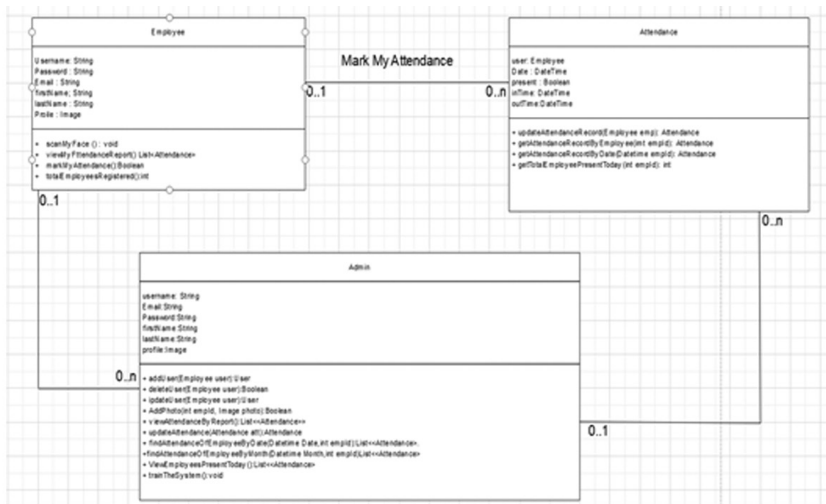 Employee
Username: String
Password : String
Email : String
firstName; String
lastName : String
Profile : Image
+ scanMyFace () : void
+ viewMyFttendanceReport() List<Attendance>
+ markMyAttendance():Boolean
+ totalEmployeesRegistered():int
Mark My Attendance
0..1
0..n
Attendance
user: Employee
Date : DateTime
present : Boolean
inTime: DateTime
outTime:DateTime
+ updateAttendanceRecord(Employee emp): Attendance
+ getAttendanceRecordByEmployee(int empId): Attendance
+ getAttendanceRecordByDate(Datetime empId): Attendance
+ getTotalEmployeePresentToday (int empId): int
0..1
0..n
Admin
username: String
Email:String
Password:String
firstName:String
lastName:String
profile:Image
0..n
+ addUser(Employee user):User
+ deleteUser(Employee user):Boolean
+ ipdateUser(Employee user):User
+ AddPhoto(int empId, Image photo):Boolean
+ viewAttendanceByReport():List<<Attendance>>
+ updateAttendance(Attendance att):Attendance
+ findAttendanceOfEmployeeByDate(Datetime Date,int empId):List<<Attendance>.
+findAttendanceOfEmployeeByMonth(Datetime Month,int empId)List<<Attendance>
+ ViewEmployeesPresentToday ():List<<Attendance>
+ trainTheSystem():void
0..1